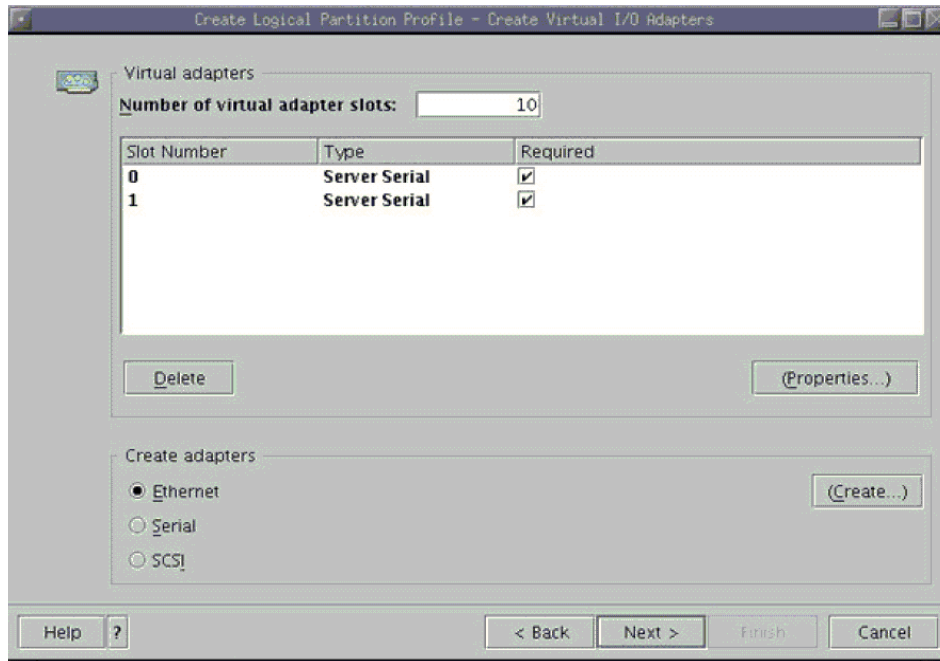 Create Logical Partition Profile - Create Virtual I/O Adapters
Virtual adapters
Number of virtual adapter slots: 10
Slot Number Type Required
0 Server Serial
1 Server Serial
Delete (Properties...)
Create adapters
Ethernet (Create...)
Serial
SCSI
Help ? < Back Next > Finish Cancel